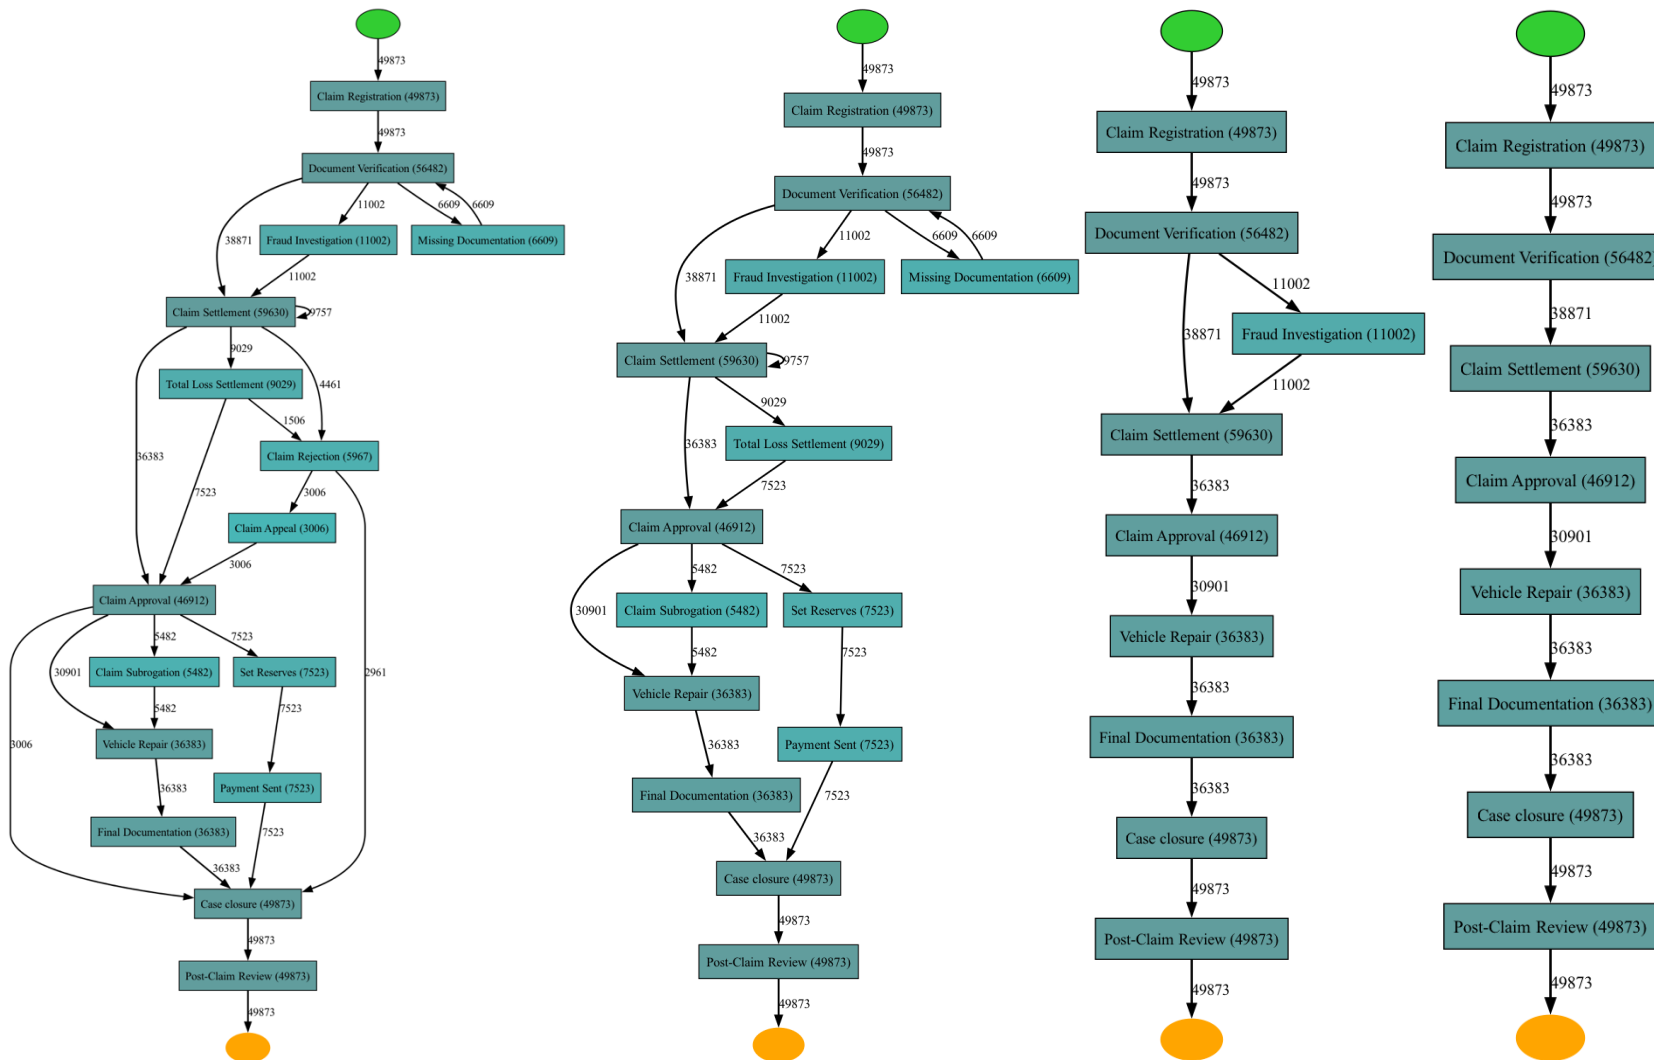 49873
Claim Registration (49873)
49873
Document Verification (56482)
11002
6609
6609
38871
Fraud Investigation (11002)
Missing Documentation (6609)
11002
Claim Settlement (59630)
9757
9029
4461
Total Loss Settlement (9029)
1506
36383
Claim Rejection (5967)
7523
3006
Claim Appeal (3006)
3006
Claim Approval (46912)
5482
7523
30901
Claim Subrogation (5482)
Set Reserves (7523)
2961
5482
7523
3006
Vehicle Repair (36383)
36383
Payment Sent (7523)
Final Documentation (36383)
7523
36383
Case closure (49873)
49873
Post-Claim Review (49873)
49873
49873
Claim Registration (49873)
49873
Document Verification (56482)
11002
6609
6609
38871
Fraud Investigation (11002)
Missing Documentation (6609)
11002
Claim Settlement (59630)
9757
9029
36383
Total Loss Settlement (9029)
7523
Claim Approval (46912)
5482
7523
30901
Claim Subrogation (5482)
Set Reserves (7523)
5482
7523
Vehicle Repair (36383)
36383
Payment Sent (7523)
Final Documentation (36383)
7523
36383
Case closure (49873)
49873
Post-Claim Review (49873)
49873
49873
Claim Registration (49873)
49873
Document Verification (56482)
11002
38871
Fraud Investigation (11002)
11002
Claim Settlement (59630)
36383
Claim Approval (46912)
30901
Vehicle Repair (36383)
36383
Final Documentation (36383)
36383
Case closure (49873)
49873
Post-Claim Review (49873)
49873
49873
Claim Registration (49873)
49873
Document Verification (56482)
38871
Claim Settlement (59630)
36383
Claim Approval (46912)
30901
Vehicle Repair (36383)
36383
Final Documentation (36383)
36383
Case closure (49873)
49873
Post-Claim Review (49873)
49873